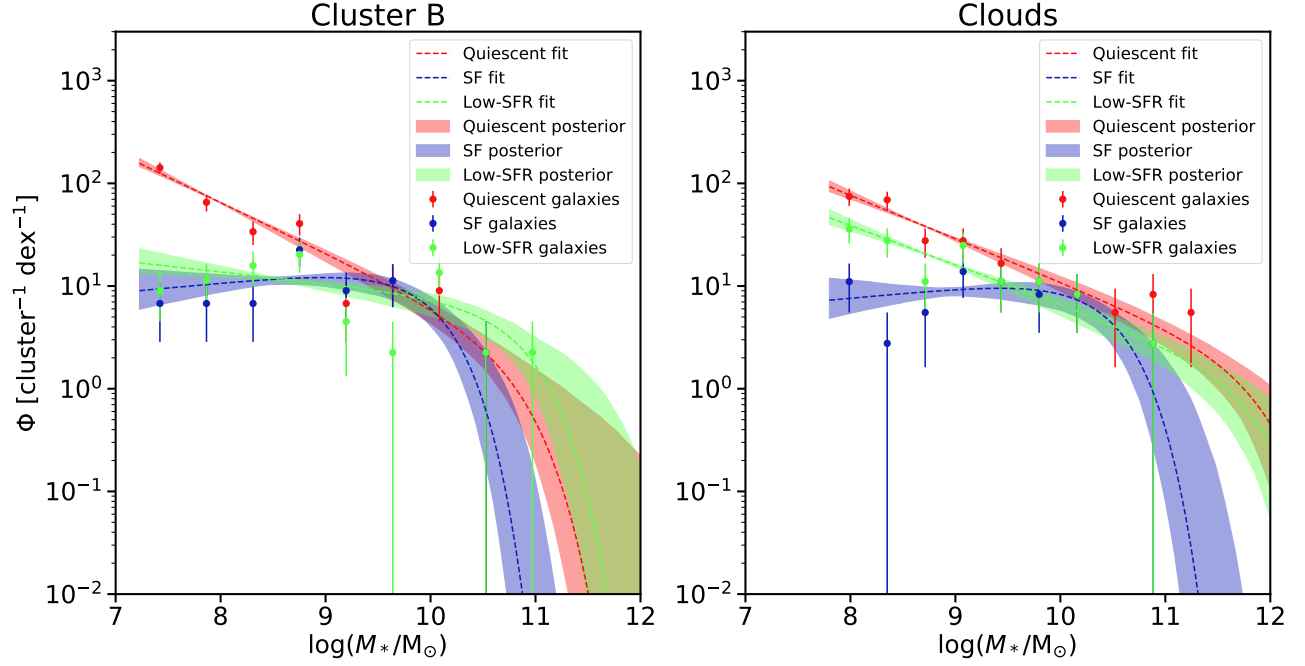 Cluster B
Φ [cluster⁻¹ dex⁻¹]
10³
10²
10¹
10⁰
10⁻¹
10⁻²
Quiescent fit
SF fit
Low-SFR fit
Quiescent posterior
SF posterior
Low-SFR posterior
Quiescent galaxies
SF galaxies
Low-SFR galaxies
7 8 9 10 11 12
log(M*/M⊙)
Clouds
10³
10²
10¹
10⁰
10⁻¹
10⁻²
Quiescent fit
SF fit
Low-SFR fit
Quiescent posterior
SF posterior
Low-SFR posterior
Quiescent galaxies
SF galaxies
Low-SFR galaxies
7 8 9 10 11 12
log(M*/M⊙)